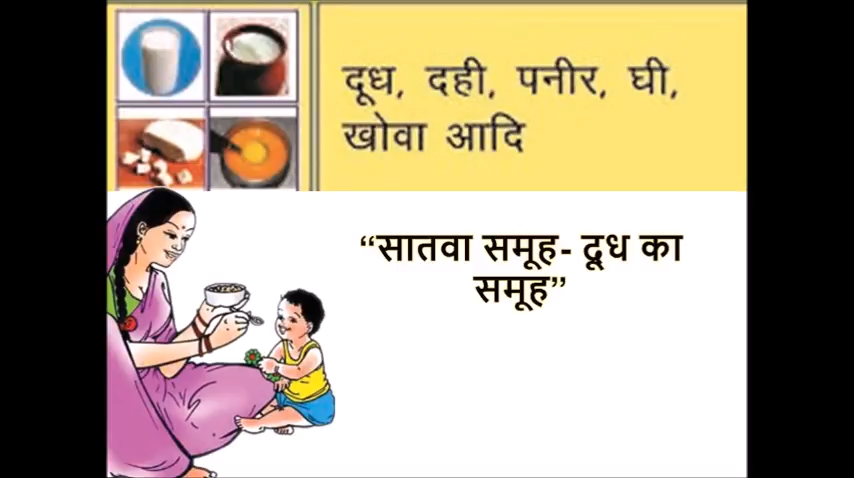 दूध, दही, पनीर, घी,
खोवा आदि
“सातवा समूह- दूध का
समूह”